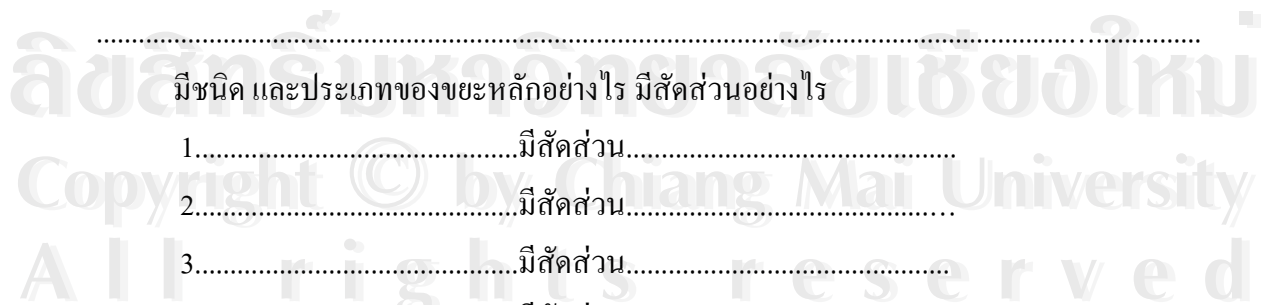 ............................................................................................................................................................
มีชนิด และประเภทของขยะหลักอย่างไร มีสัดส่วนอย่างไร
1..............................................มีสัดส่วน...............................................
2..............................................มีสัดส่วน...............................................
3..............................................มีสัดส่วน...............................................
ลิขสิทธิ์มหาวิทยาลัยเชียงใหม่
Copyright © by Chiang Mai University
All rights reserved